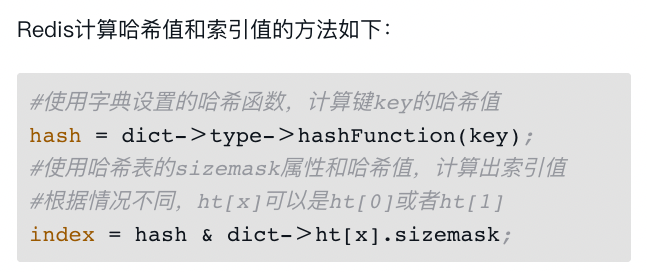 Redis计算哈希值和索引值的方法如下：
#使用字典设置的哈希函数，计算键key的哈希值
hash = dict->type->hashFunction(key);
#使用哈希表的sizemask属性和哈希值，计算出索引值
#根据情况不同，ht[x]可以是ht[0]或者ht[1]
index = hash & dict->ht[x].sizemask;